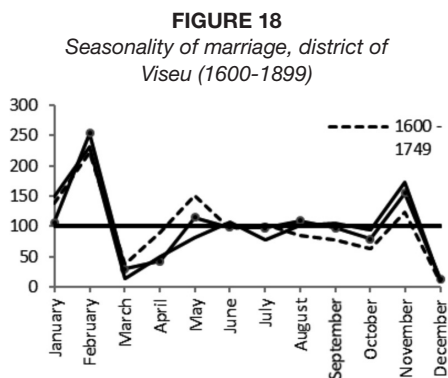 FIGURE 18
Seasonality of marriage, district of
Viseu (1600-1899)
300
250
200
150
100
50
0
1600 -
1749
January
February
March
April
May
June
July
August
September
October
November
December